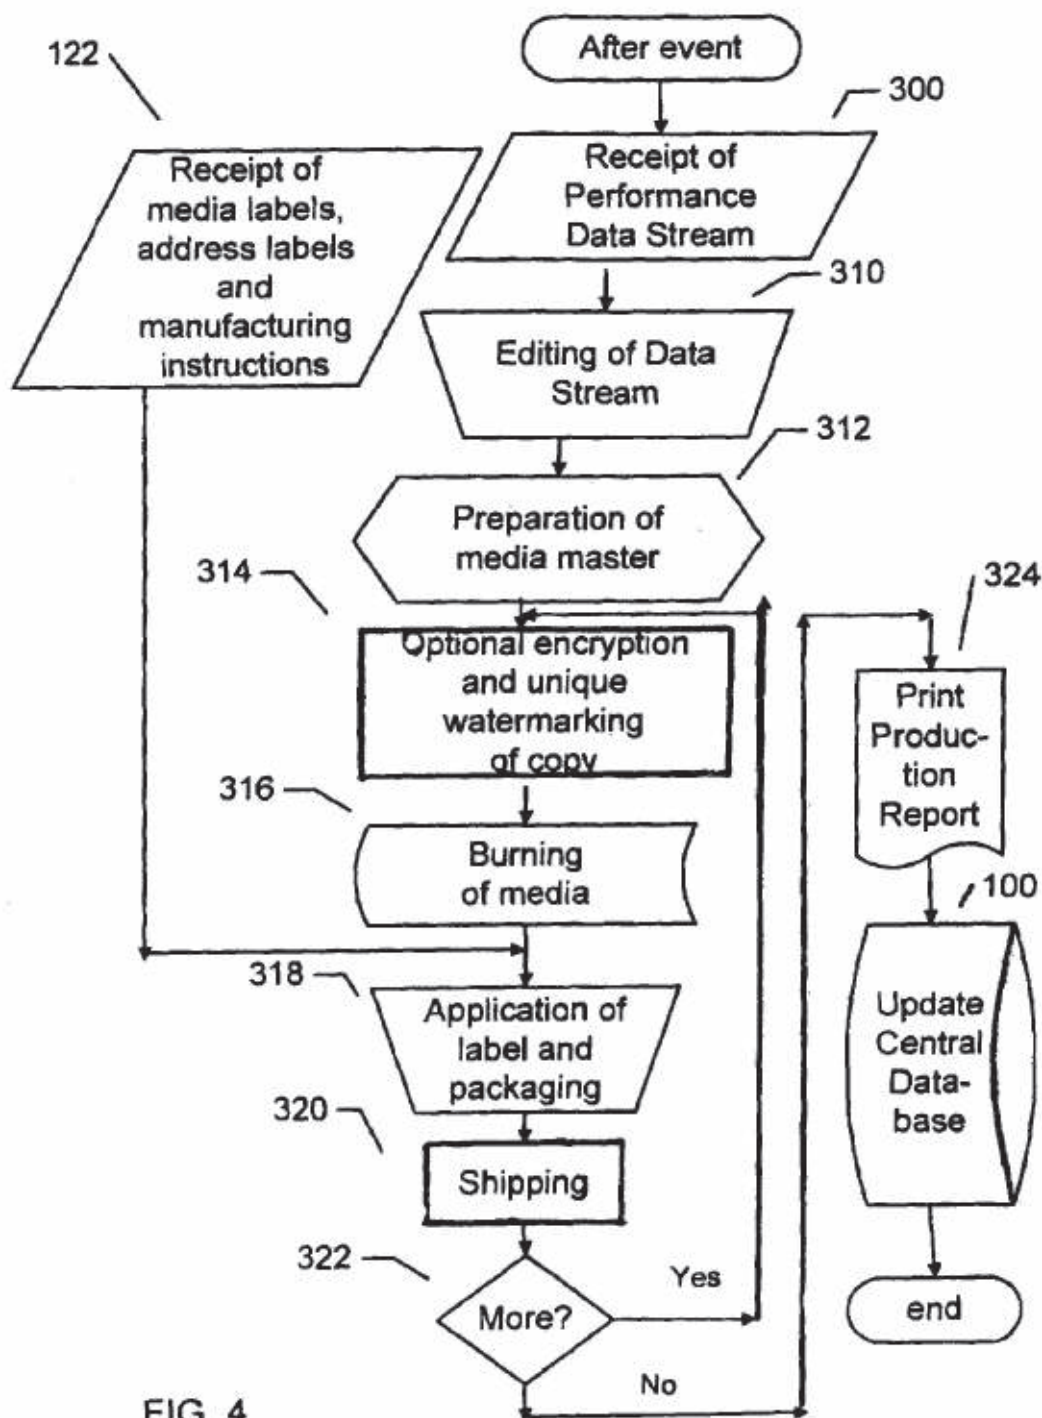 After event
122
300
Receipt of
Performance
Data Stream
Receipt of
media labels,
address labels
and
manufacturing
instructions
310
Editing of Data
Stream
312
Preparation of
media master
314
Optional encryption
and unique
watermarking
of copy
324
Print
Produc-
tion
Report
316
Burning
of media
100
Update
Central
Data-
base
318
Application of
label and
packaging
320
Shipping
322
More?
Yes
No
end
FIG. 4